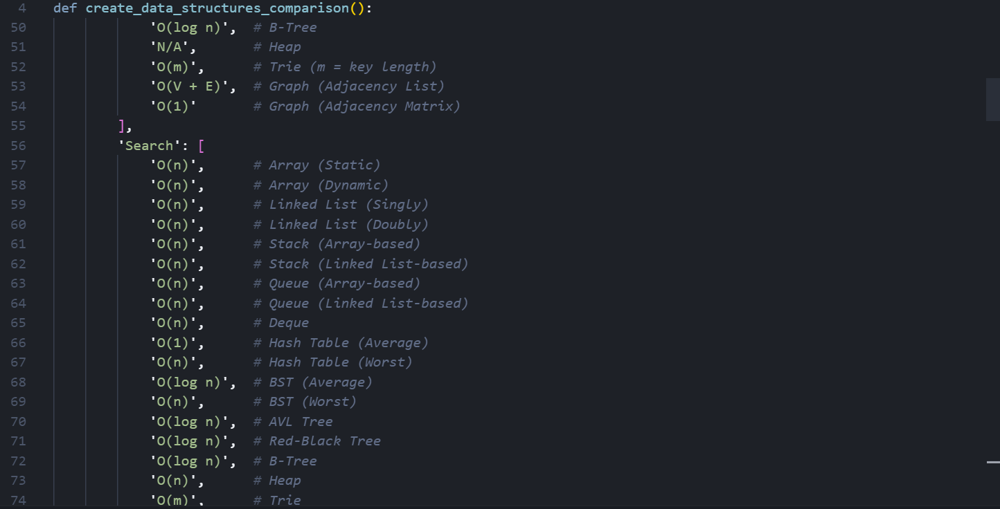 4 def create_data_structures_comparison():
50 'O(log n)', # B-Tree
51 'N/A', # Heap
52 'O(m)', # Trie (m = key length)
53 'O(V + E)', # Graph (Adjacency List)
54 'O(1)' # Graph (Adjacency Matrix)
55 ],
56 'Search': [
57 'O(n)', # Array (Static)
58 'O(n)', # Array (Dynamic)
59 'O(n)', # Linked List (Singly)
60 'O(n)', # Linked List (Doubly)
61 'O(n)', # Stack (Array-based)
62 'O(n)', # Stack (Linked List-based)
63 'O(n)', # Queue (Array-based)
64 'O(n)', # Queue (Linked List-based)
65 'O(n)', # Deque
66 'O(1)', # Hash Table (Average)
67 'O(n)', # Hash Table (Worst)
68 'O(log n)', # BST (Average)
69 'O(n)', # BST (Worst)
70 'O(log n)', # AVL Tree
71 'O(log n)', # Red-Black Tree
72 'O(log n)', # B-Tree
73 'O(n)', # Heap
74 'O(m)', # Trie